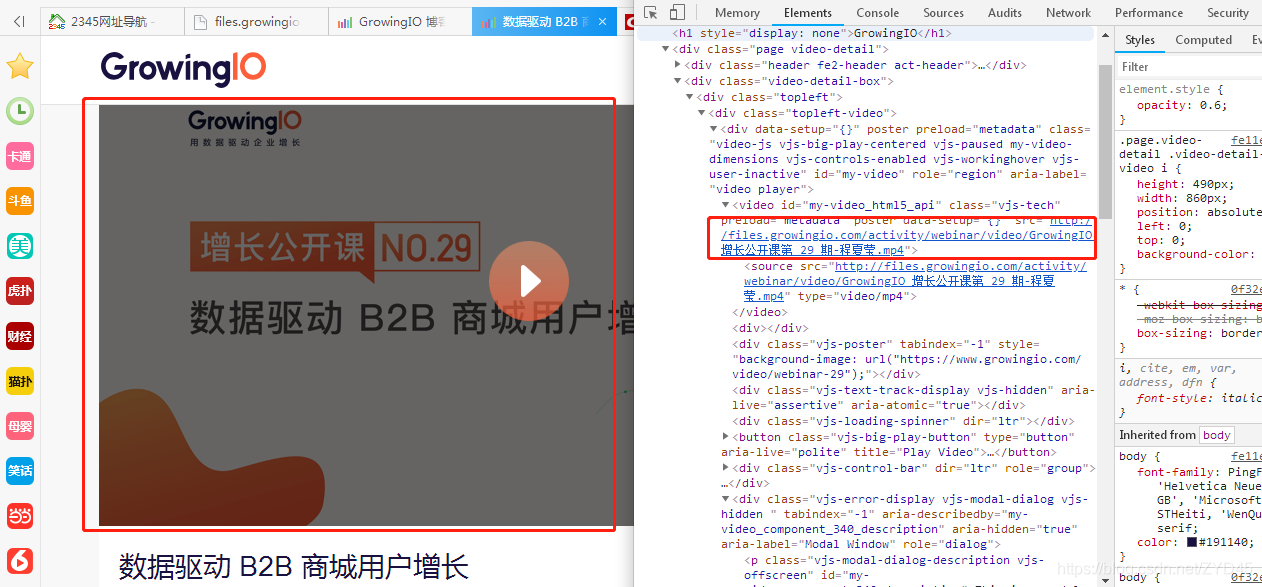 2345网址导航 -
files.growingio
GrowingIO 博客
数据驱动 B2B
GrowingIO
卡通
斗鱼
美
虎扑
财经
猫扑
母婴
笑话
GrowingIO
用 数 据 驱 动 企 业 增 长
增长公开课 NO.29
数据驱动 B2B 商城用户增
数据驱动 B2B 商城用户增长
Memory Elements Console Sources Audits Network Performance Security
<h1 style="display: none">GrowingIO</h1>
▼<div class="page video-detail">
▶<div class="header fe2-header act-header">…</div>
▼<div class="video-detail-box">
▼<div class="topleft">
▼<div class="topleft-video">
▼<div data-setup="{}" poster preload="metadata" class=
"video-js vjs-big-play-centered vjs-paused my-video-
dimensions vjs-controls-enabled vjs-workinghover vjs-
user-inactive" id="my-video" role="region" aria-label=
"video player">
▼<video id="my-video_html5_api" class="vjs-tech"
preload="metadata" poster data-setup="{}" src="http:/
/files.growingio.com/activity/webinar/video/GrowingIO
增长公开课第 29 期-程夏莹.mp4">
<source src="http://files.growingio.com/activity/
webinar/video/GrowingIO 增长公开课第 29 期-程夏
莹.mp4" type="video/mp4">
</video>
<div></div>
<div class="vjs-poster" tabindex="-1" style=
"background-image: url("https://www.growingio.com/
video/webinar-29");"></div>
<div class="vjs-text-track-display vjs-hidden" aria-
live="assertive" aria-atomic="true"></div>
<div class="vjs-loading-spinner" dir="ltr"></div>
▶<button class="vjs-big-play-button" type="button"
aria-live="polite" title="Play Video">…</button>
▶<div class="vjs-control-bar" dir="ltr" role="group">
…</div>
▼<div class="vjs-error-display vjs-modal-dialog vjs-
hidden " tabindex="-1" aria-describedby="my-
video_component_340_description" aria-hidden="true"
aria-label="Modal Window" role="dialog">
<p class="vjs-modal-dialog-description vjs-
offscreen" id="my-
Styles Computed Ev
Filter
element.style {
opacity: 0.6;
}
.page.video- fe11e
detail .video-detail-
video i {
height: 490px;
width: 860px;
position: absolute
left: 0;
top: 0;
background-color:
}
* { 0f32e
-webkit-box-sizing
-moz-box-sizing: b
box-sizing: border
}
i, cite, em, var,
address, dfn {
font-style: italic
}
Inherited from body
body { fe11e
font-family: PingF
'Helvetica Neue
GB', 'Microsoft
STHeiti, 'WenQu
serif;
color: #191140;
}
body { 0f32e